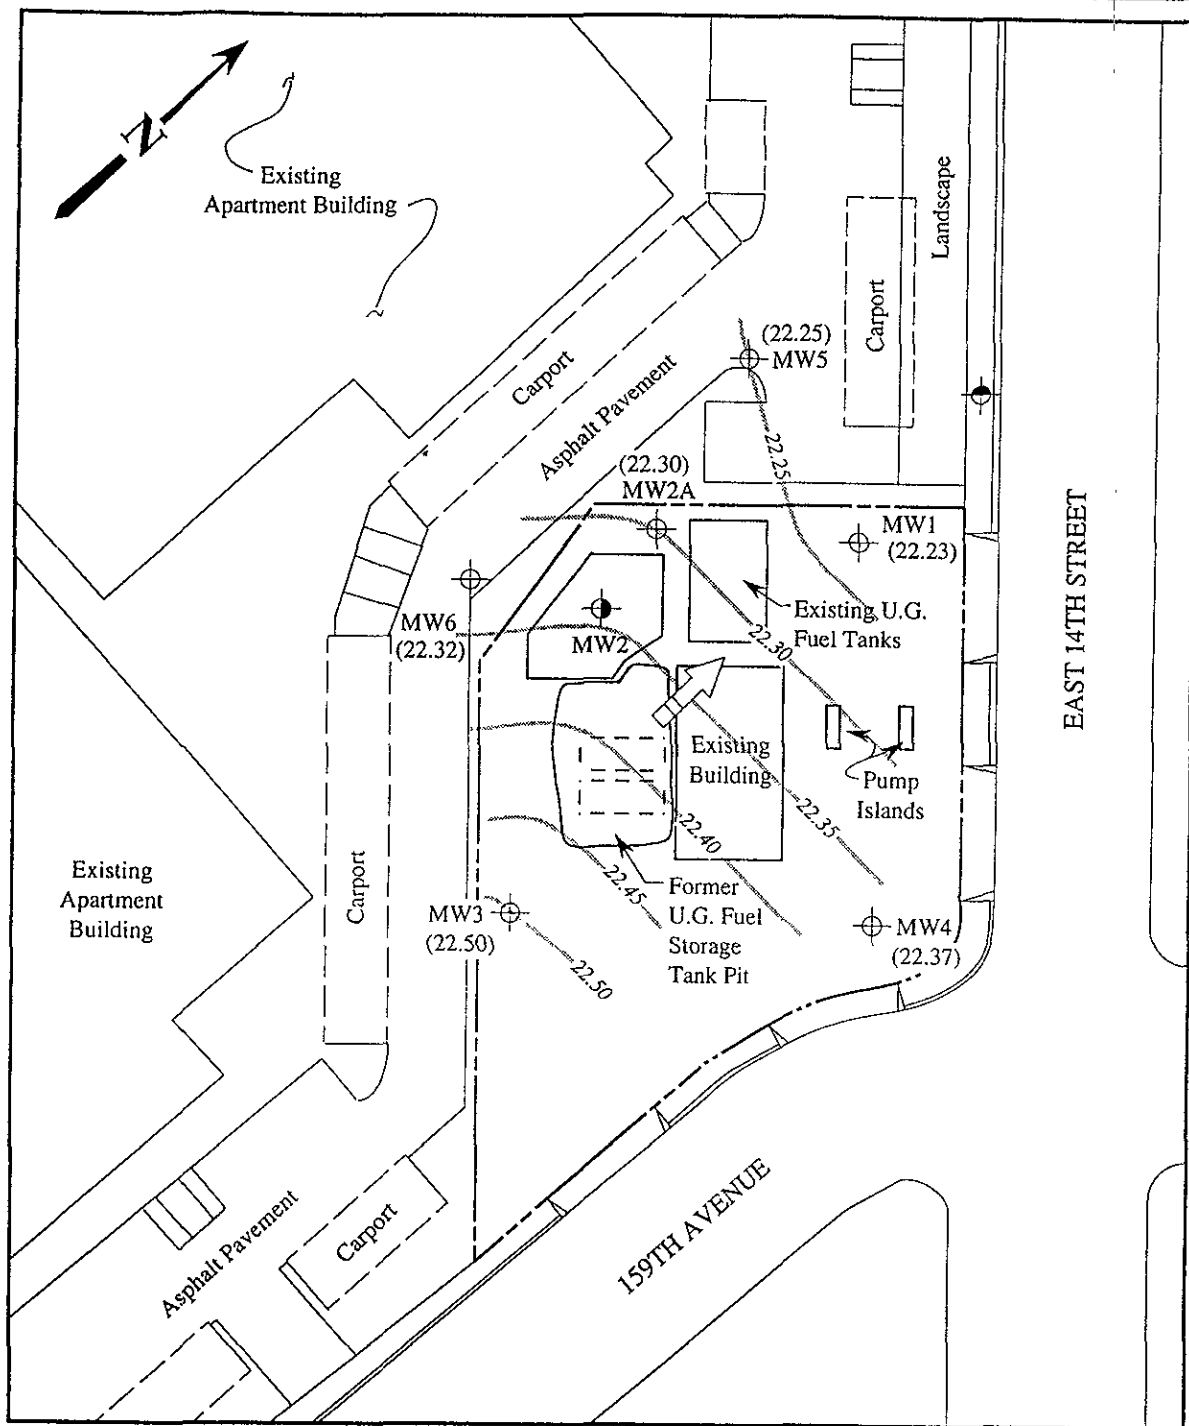 N
Existing
Apartment Building
Landscape
Carport
Carport
Asphalt Pavement
(22.25)
MW5
22.25
(22.30)
MW2A
MW1
(22.23)
EAST 14TH STREET
Existing U.G.
Fuel Tanks
MW6
(22.32)
MW2
22.30
Existing
Building
Pump
Islands
22.35
22.40
22.45
Existing
Apartment
Building
Carport
MW3
(22.50)
Former
U.G. Fuel
Storage
Tank Pit
MW4
(22.37)
22.50
159TH AVENUE
Asphalt Pavement
Carport